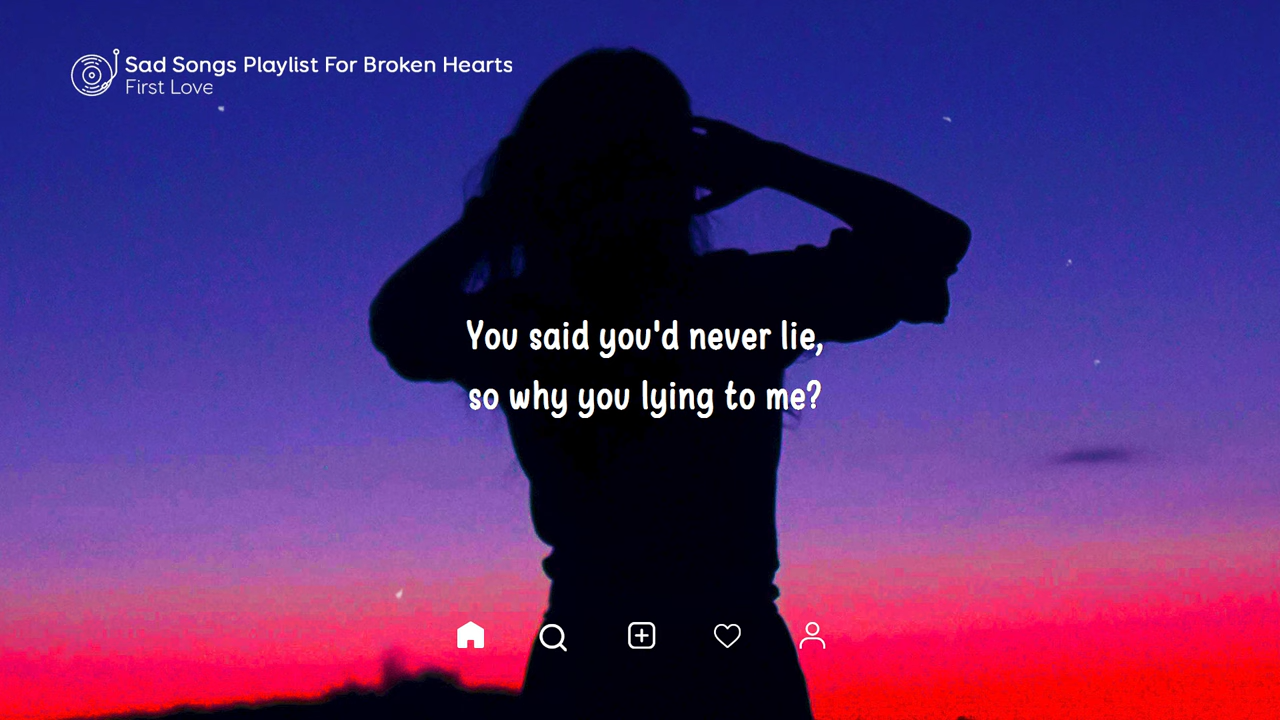 Sad Songs Playlist For Broken Hearts
First Love
You said you'd never lie,
so why you lying to me?